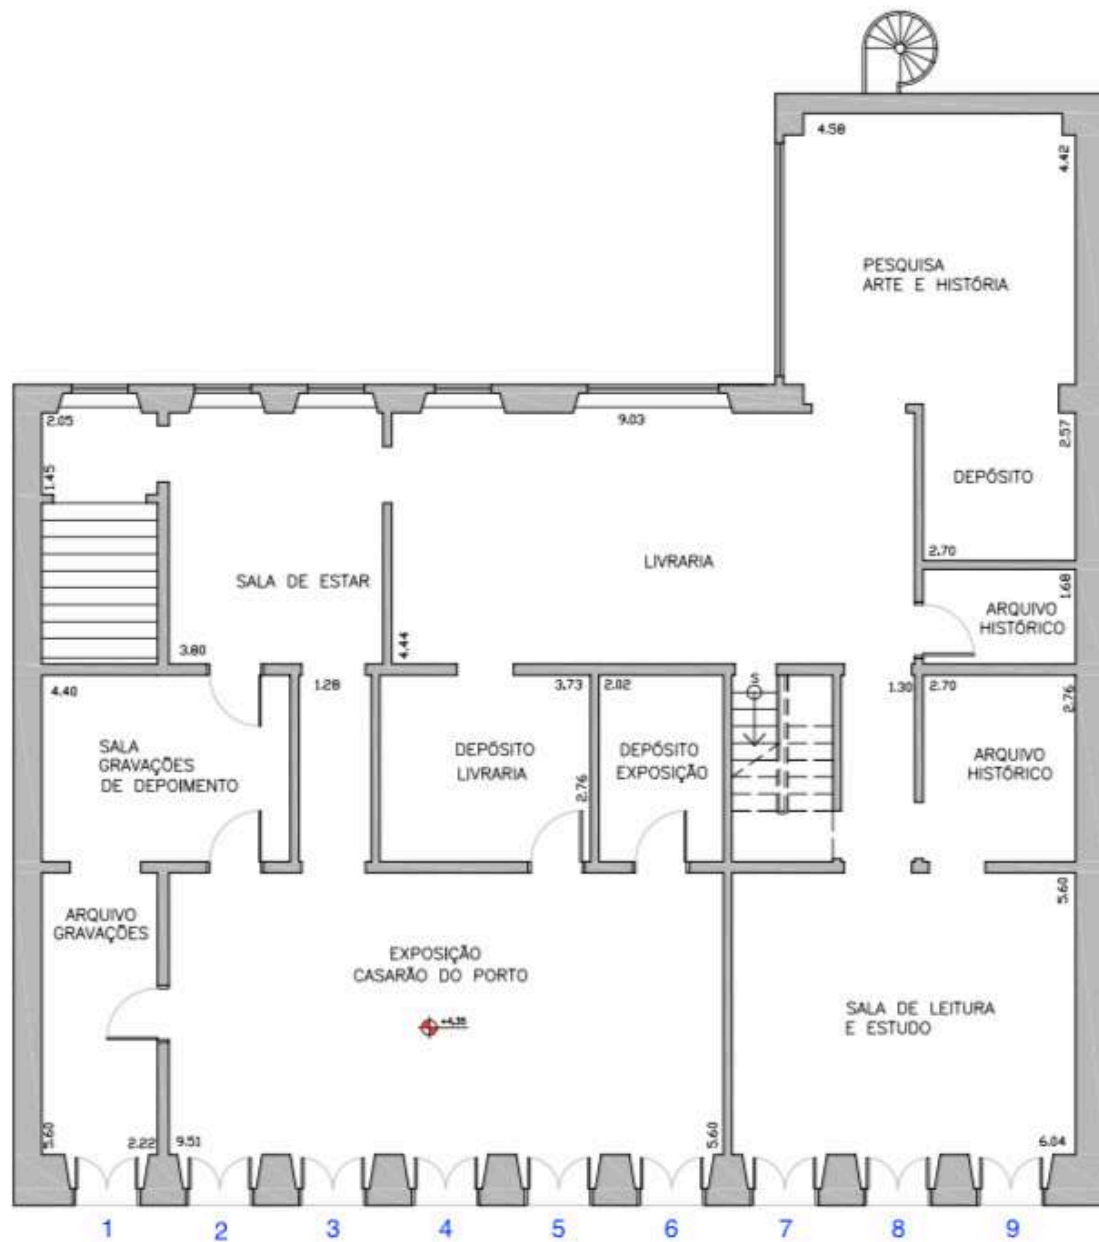 4.58
4.42
PESQUISA
ARTE E HISTÓRIA
2.05
9.03
1.45
2.57
DEPÓSITO
2.70
LIVRARIA
SALA DE ESTAR
1.68
ARQUIVO
HISTÓRICO
3.80
4.44
4.40
1.28
3.73
2.02
S
1.30
2.70
2.76
SALA
GRAVAÇÕES
DE DEPOIMENTO
DEPÓSITO
LIVRARIA
2.76
DEPÓSITO
EXPOSIÇÃO
ARQUIVO
HISTÓRICO
5.60
ARQUIVO
GRAVAÇÕES
EXPOSIÇÃO
CASARÃO DO PORTO
+4,35
SALA DE LEITURA
E ESTUDO
5.60
2.22
9.51
5.60
6.04
1 2 3 4 5 6 7 8 9